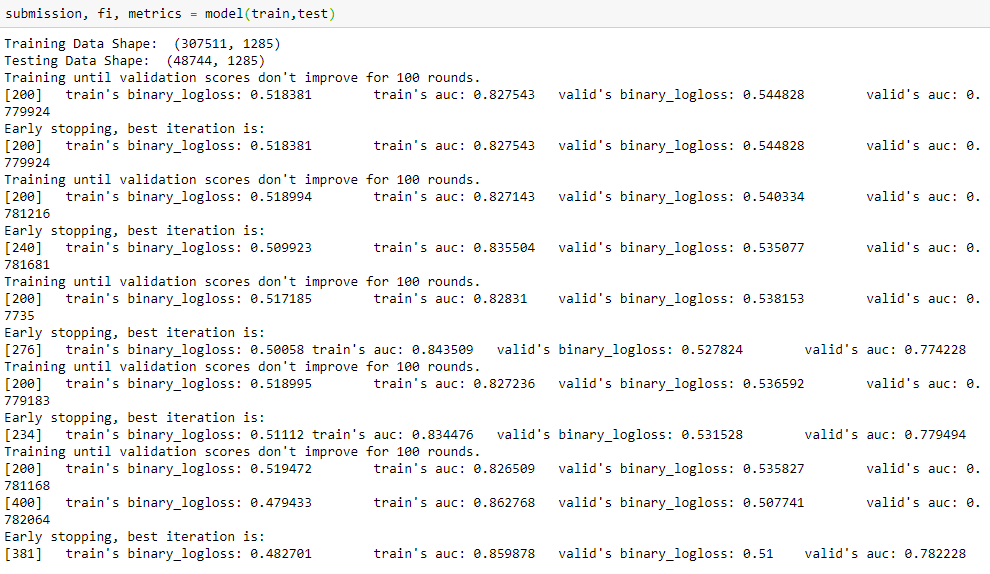 submission, fi, metrics = model(train,test)
Training Data Shape:  (307511, 1285)
Testing Data Shape:  (48744, 1285)
Training until validation scores don't improve for 100 rounds.
[200]   train's binary_logloss: 0.518381        train's auc: 0.827543   valid's binary_logloss: 0.544828        valid's auc: 0.
779924
Early stopping, best iteration is:
[200]   train's binary_logloss: 0.518381        train's auc: 0.827543   valid's binary_logloss: 0.544828        valid's auc: 0.
779924
Training until validation scores don't improve for 100 rounds.
[200]   train's binary_logloss: 0.518994        train's auc: 0.827143   valid's binary_logloss: 0.540334        valid's auc: 0.
781216
Early stopping, best iteration is:
[240]   train's binary_logloss: 0.509923        train's auc: 0.835504   valid's binary_logloss: 0.535077        valid's auc: 0.
781681
Training until validation scores don't improve for 100 rounds.
[200]   train's binary_logloss: 0.517185        train's auc: 0.82831    valid's binary_logloss: 0.538153        valid's auc: 0.
7735
Early stopping, best iteration is:
[276]   train's binary_logloss: 0.50058 train's auc: 0.843509   valid's binary_logloss: 0.527824        valid's auc: 0.774228
Training until validation scores don't improve for 100 rounds.
[200]   train's binary_logloss: 0.518995        train's auc: 0.827236   valid's binary_logloss: 0.536592        valid's auc: 0.
779183
Early stopping, best iteration is:
[234]   train's binary_logloss: 0.51112 train's auc: 0.834476   valid's binary_logloss: 0.531528        valid's auc: 0.779494
Training until validation scores don't improve for 100 rounds.
[200]   train's binary_logloss: 0.519472        train's auc: 0.826509   valid's binary_logloss: 0.535827        valid's auc: 0.
781168
[400]   train's binary_logloss: 0.479433        train's auc: 0.862768   valid's binary_logloss: 0.507741        valid's auc: 0.
782064
Early stopping, best iteration is:
[381]   train's binary_logloss: 0.482701        train's auc: 0.859878   valid's binary_logloss: 0.51    valid's auc: 0.782228